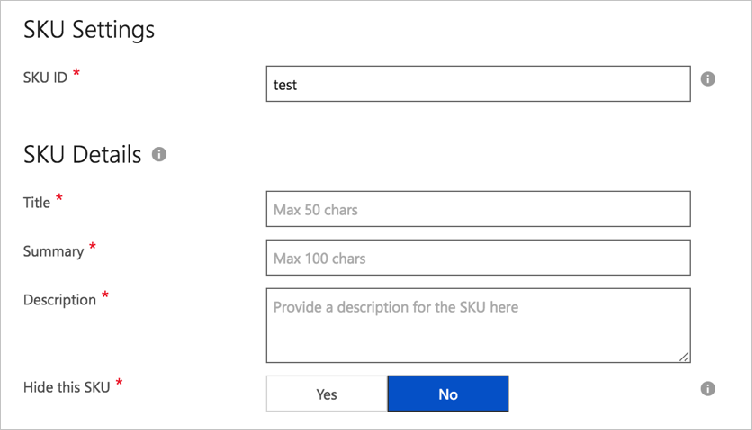 SKU Settings
SKU ID *
test
SKU Details
Title *
Max 50 chars
Summary *
Max 100 chars
Description *
Provide a description for the SKU here
Hide this SKU *
Yes No